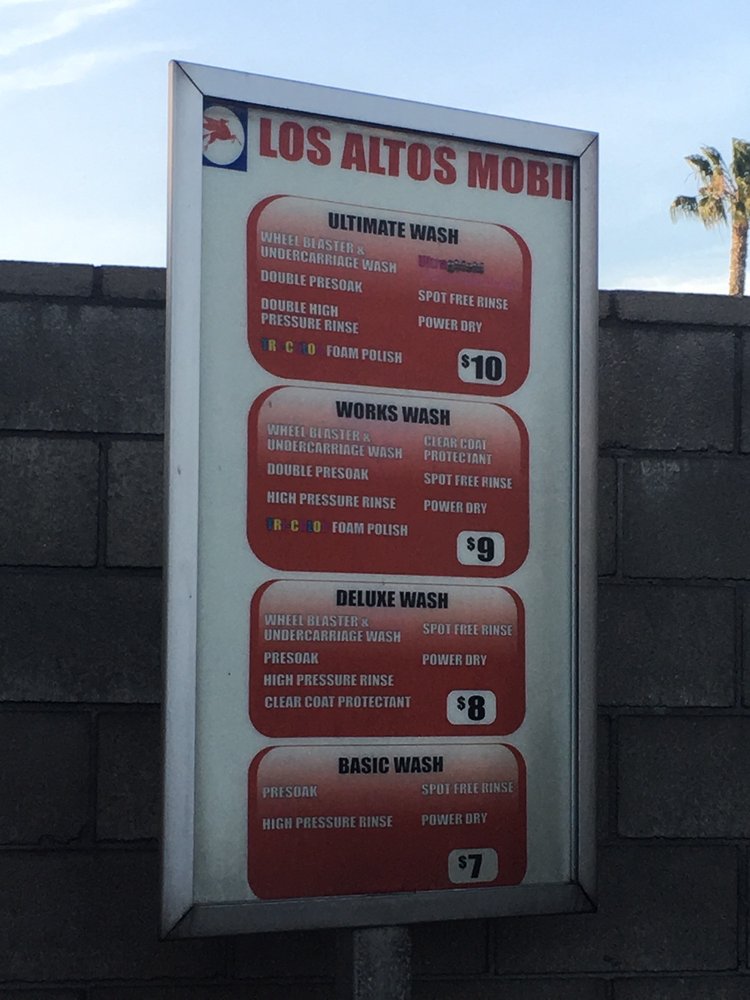 LOS ALTOS MOBI
ULTIMATE WASH
WHEEL BLASTER &
UNDERCARRIAGE WASH
DOUBLE PRESOAK
DOUBLE HIGH
PRESSURE RINSE
FOAM POLISH
SPOT FREE RINSE
POWER DRY
$10
WORKS WASH
WHEEL BLASTER &
UNDERCARRIAGE WASH
DOUBLE PRESOAK
HIGH PRESSURE RINSE
FOAM POLISH
CLEAR COAT
PROTECTANT
SPOT FREE RINSE
POWER DRY
$9
DELUXE WASH
WHEEL BLASTER &
UNDERCARRIAGE WASH
PRESOAK
HIGH PRESSURE RINSE
CLEAR COAT PROTECTANT
SPOT FREE RINSE
POWER DRY
$8
BASIC WASH
PRESOAK
HIGH PRESSURE RINSE
SPOT FREE RINSE
POWER DRY
$7